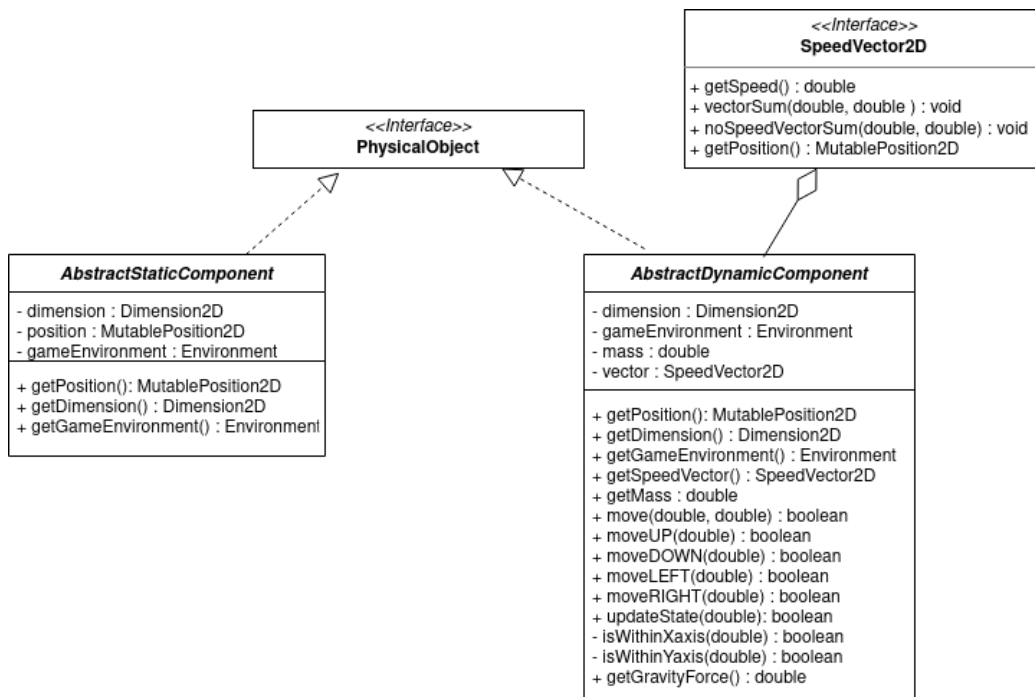 <<Interface>>
SpeedVector2D
+ getSpeed() : double
+ vectorSum(double, double ) : void
+ noSpeedVectorSum(double, double) : void
+ getPosition() : MutablePosition2D
<<Interface>>
PhysicalObject
AbstractStaticComponent
- dimension : Dimension2D
- position : MutablePosition2D
- gameEnvironment : Environment
+ getPosition(): MutablePosition2D
+ getDimension() : Dimension2D
+ getGameEnvironment() : Environment
AbstractDynamicComponent
- dimension : Dimension2D
- gameEnvironment : Environment
- mass : double
- vector : SpeedVector2D
+ getPosition(): MutablePosition2D
+ getDimension() : Dimension2D
+ getGameEnvironment() : Environment
+ getSpeedVector() : SpeedVector2D
+ getMass : double
+ move(double, double) : boolean
+ moveUP(double) : boolean
+ moveDOWN(double) : boolean
+ moveLEFT(double) : boolean
+ moveRIGHT(double) : boolean
+ updateState(double): boolean
- isWithinXaxis(double) : boolean
- isWithinYaxis(double) : boolean
+ getGravityForce() : double